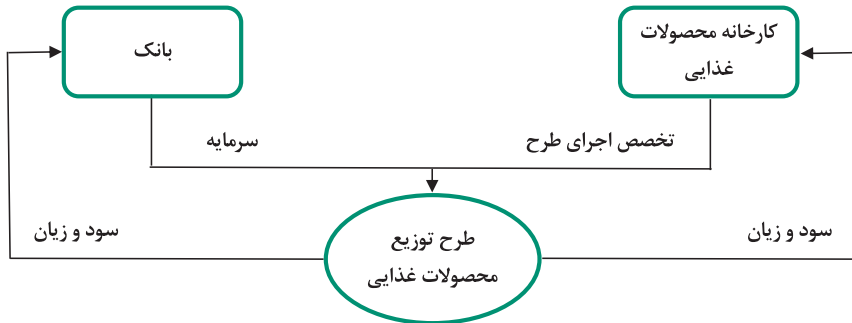 کارخانه محصولات
غذایی
بانک
تخصص اجرای طرح
سرمایه
سود و زیان
طرح توزیع
محصولات غذایی
سود و زیان